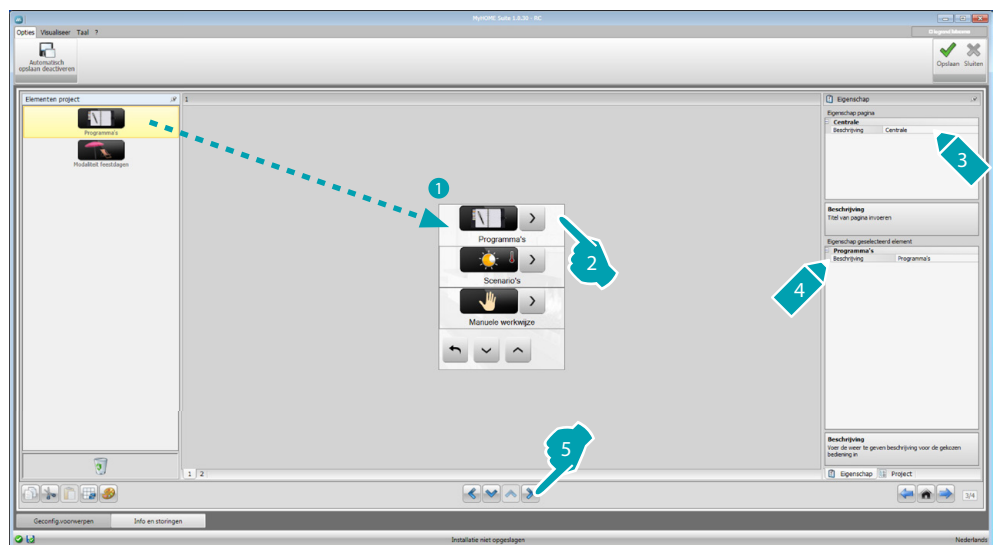 MyHOME Suite 1.0.30 - RC
Opties Visualiseer Taal ?
Automatisch
opslaan deactiveren
Opslaan Sluiten
Elementen project
Programma's
Modaliteit feestdagen
1
1
Programma's
2
Scenario's
Manuele werkwijze
5
1 2
Eigenschap
Eigenschap pagina
Centrale
Beschrijving Centrale
3
Beschrijving
Titel van pagina invoeren
Eigenschap geselecteerd element
Programma's
Beschrijving Programma's
4
Beschrijving
Voer de weer te geven beschrijving voor de gekozen
bediening in
Eigenschap Project
3/4
Geconfig.voorwerpen Info en storingen
Installatie niet opgeslagen
Nederlands